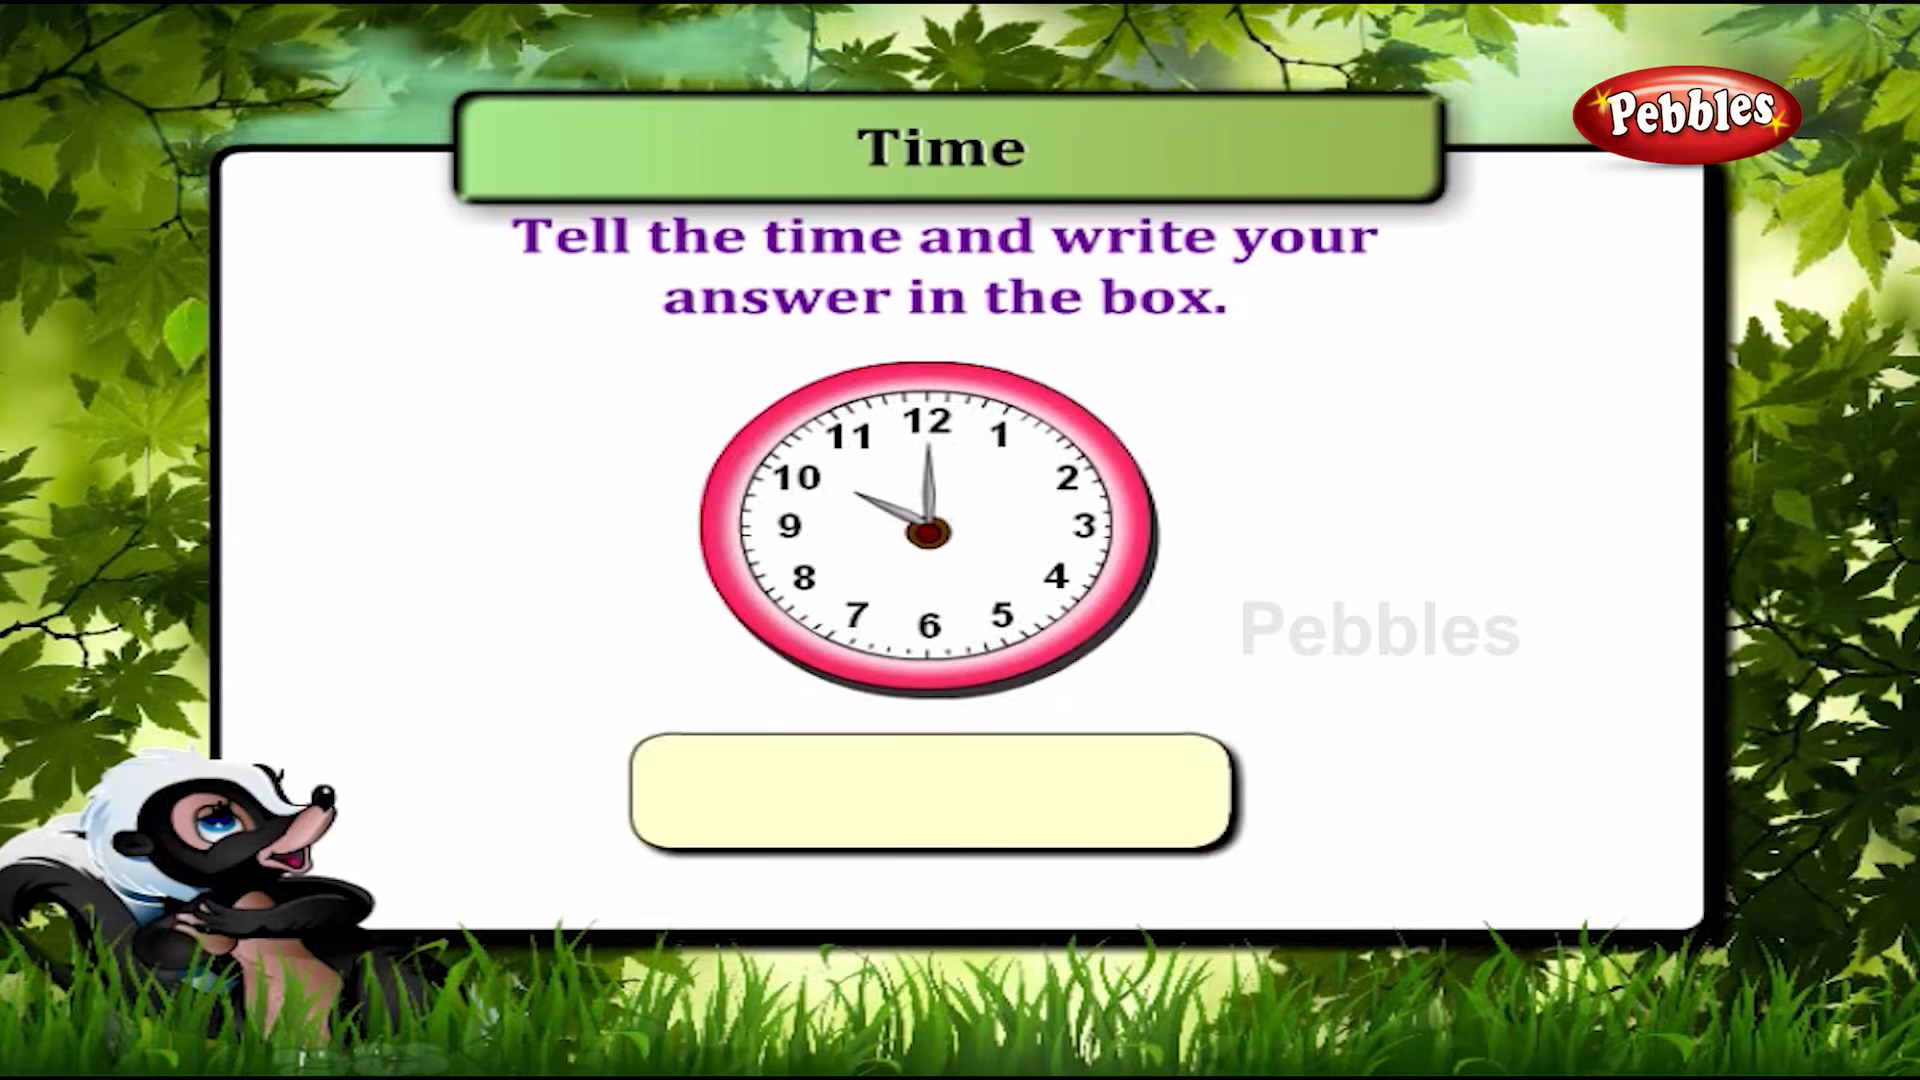 Pebbles
TM
Time
Tell the time and write your
answer in the box.
12
11
1
10
2
9
3
8
4
7
5
6
Pebbles